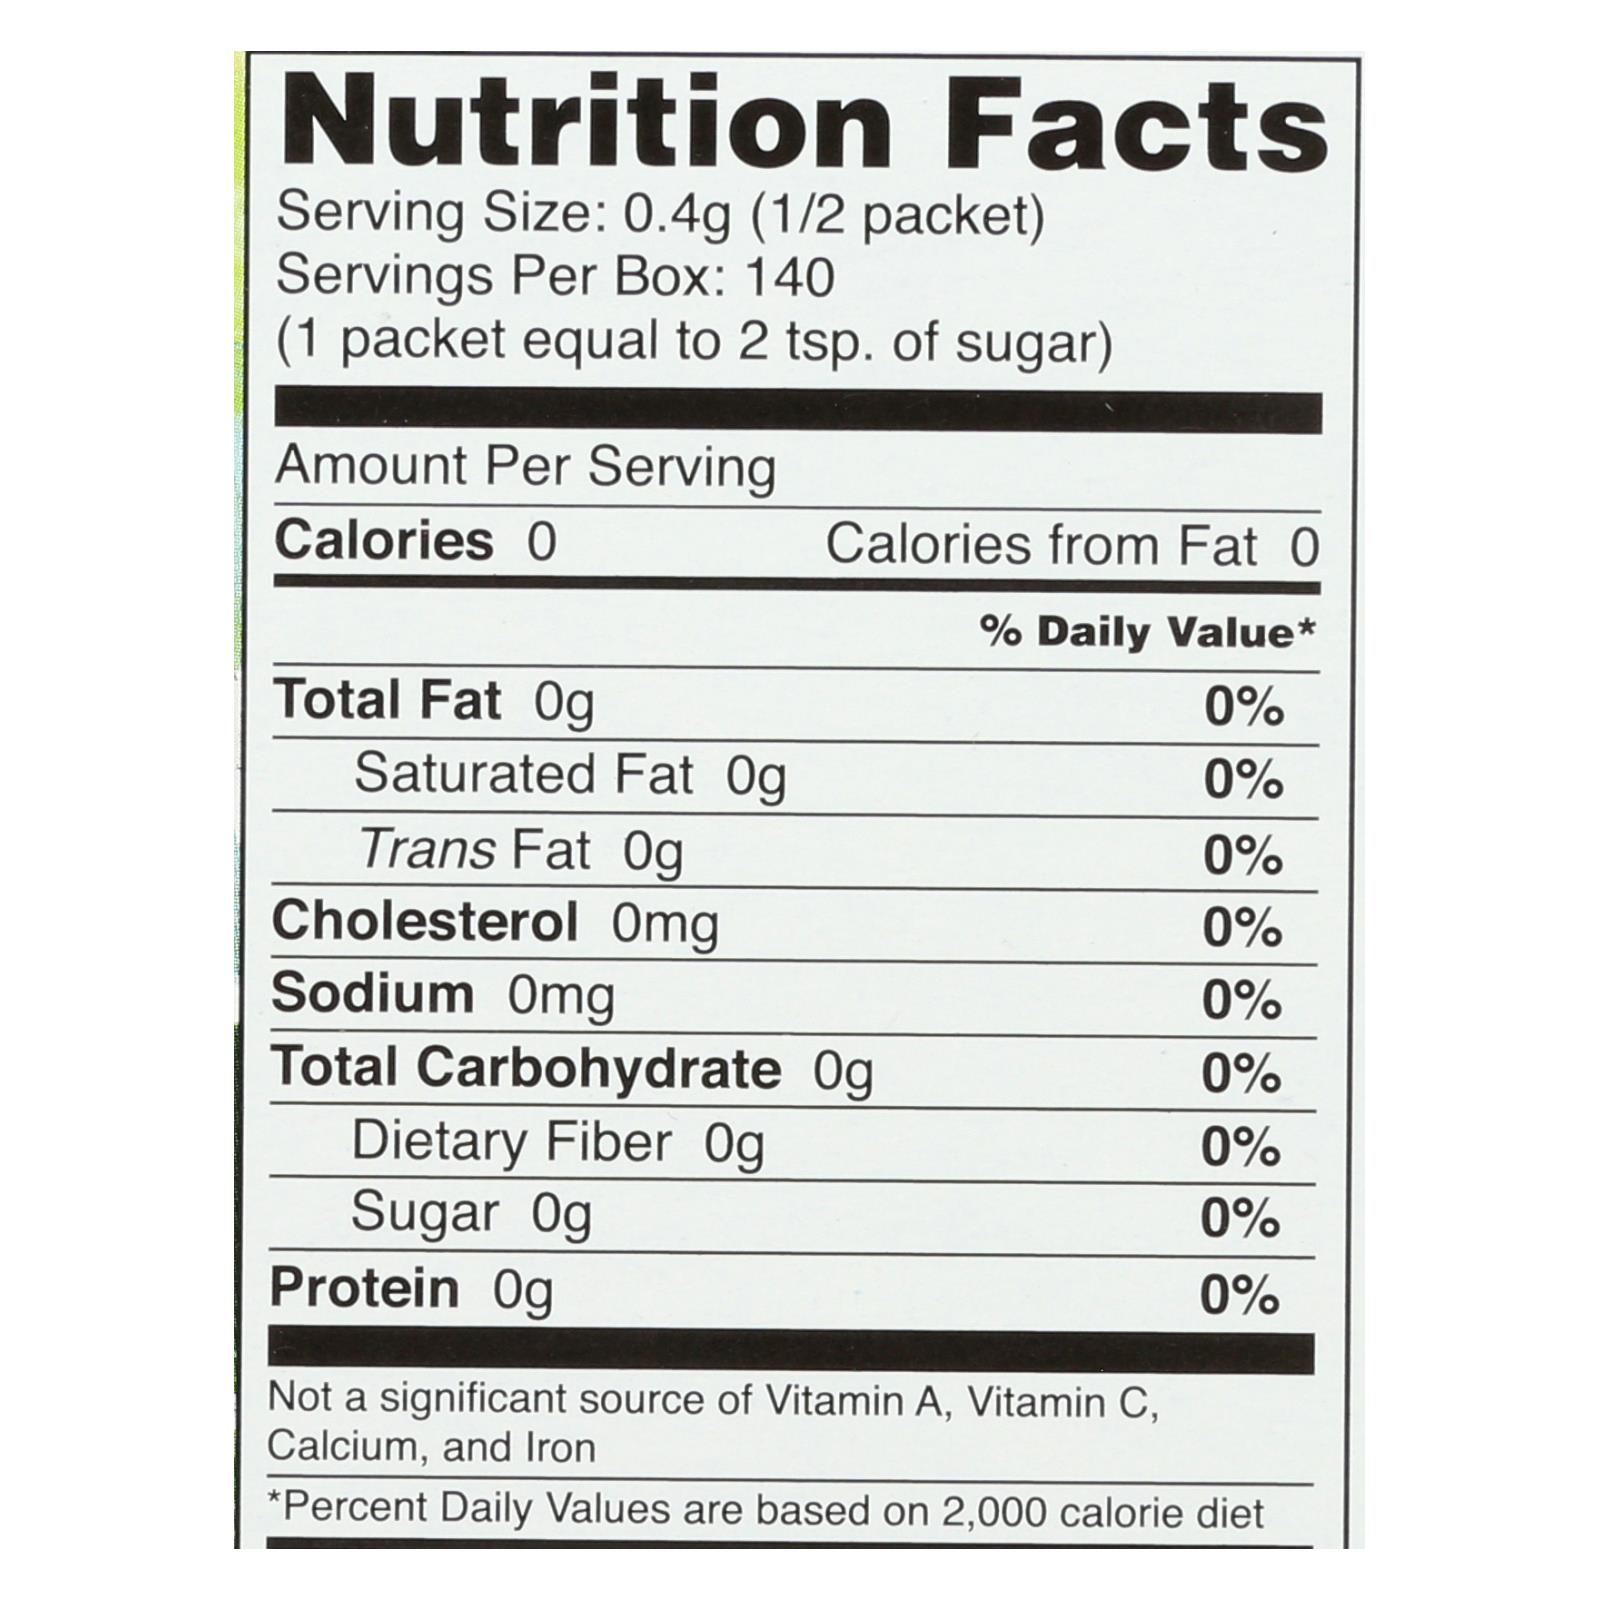 Nutrition Facts
Serving Size: 0.4g (1/2 packet)
Servings Per Box: 140
(1 packet equal to 2 tsp. of sugar)
Amount Per Serving
Calories 0 Calories from Fat 0
% Daily Value*
Total Fat 0g 0%
Saturated Fat 0g 0%
Trans Fat 0g 0%
Cholesterol 0mg 0%
Sodium 0mg 0%
Total Carbohydrate 0g 0%
Dietary Fiber 0g 0%
Sugar 0g 0%
Protein 0g 0%
Not a significant source of Vitamin A, Vitamin C,
Calcium, and Iron
*Percent Daily Values are based on 2,000 calorie diet